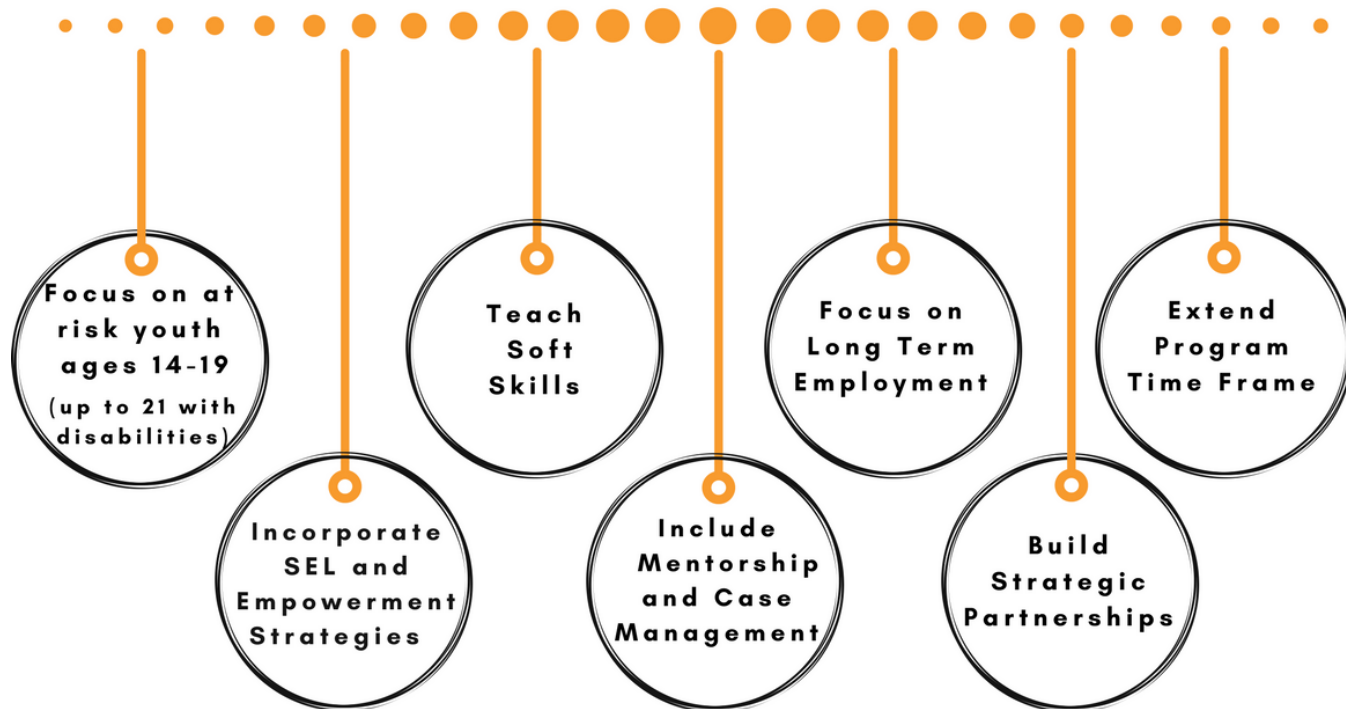 Focus on at
risk youth
ages 14-19
(up to 21 with
disabilities)
Incorporate
SEL and
Empowerment
Strategies
Teach
Soft
Skills
Include
Mentorship
and Case
Management
Focus on
Long Term
Employment
Build
Strategic
Partnerships
Extend
Program
Time Frame